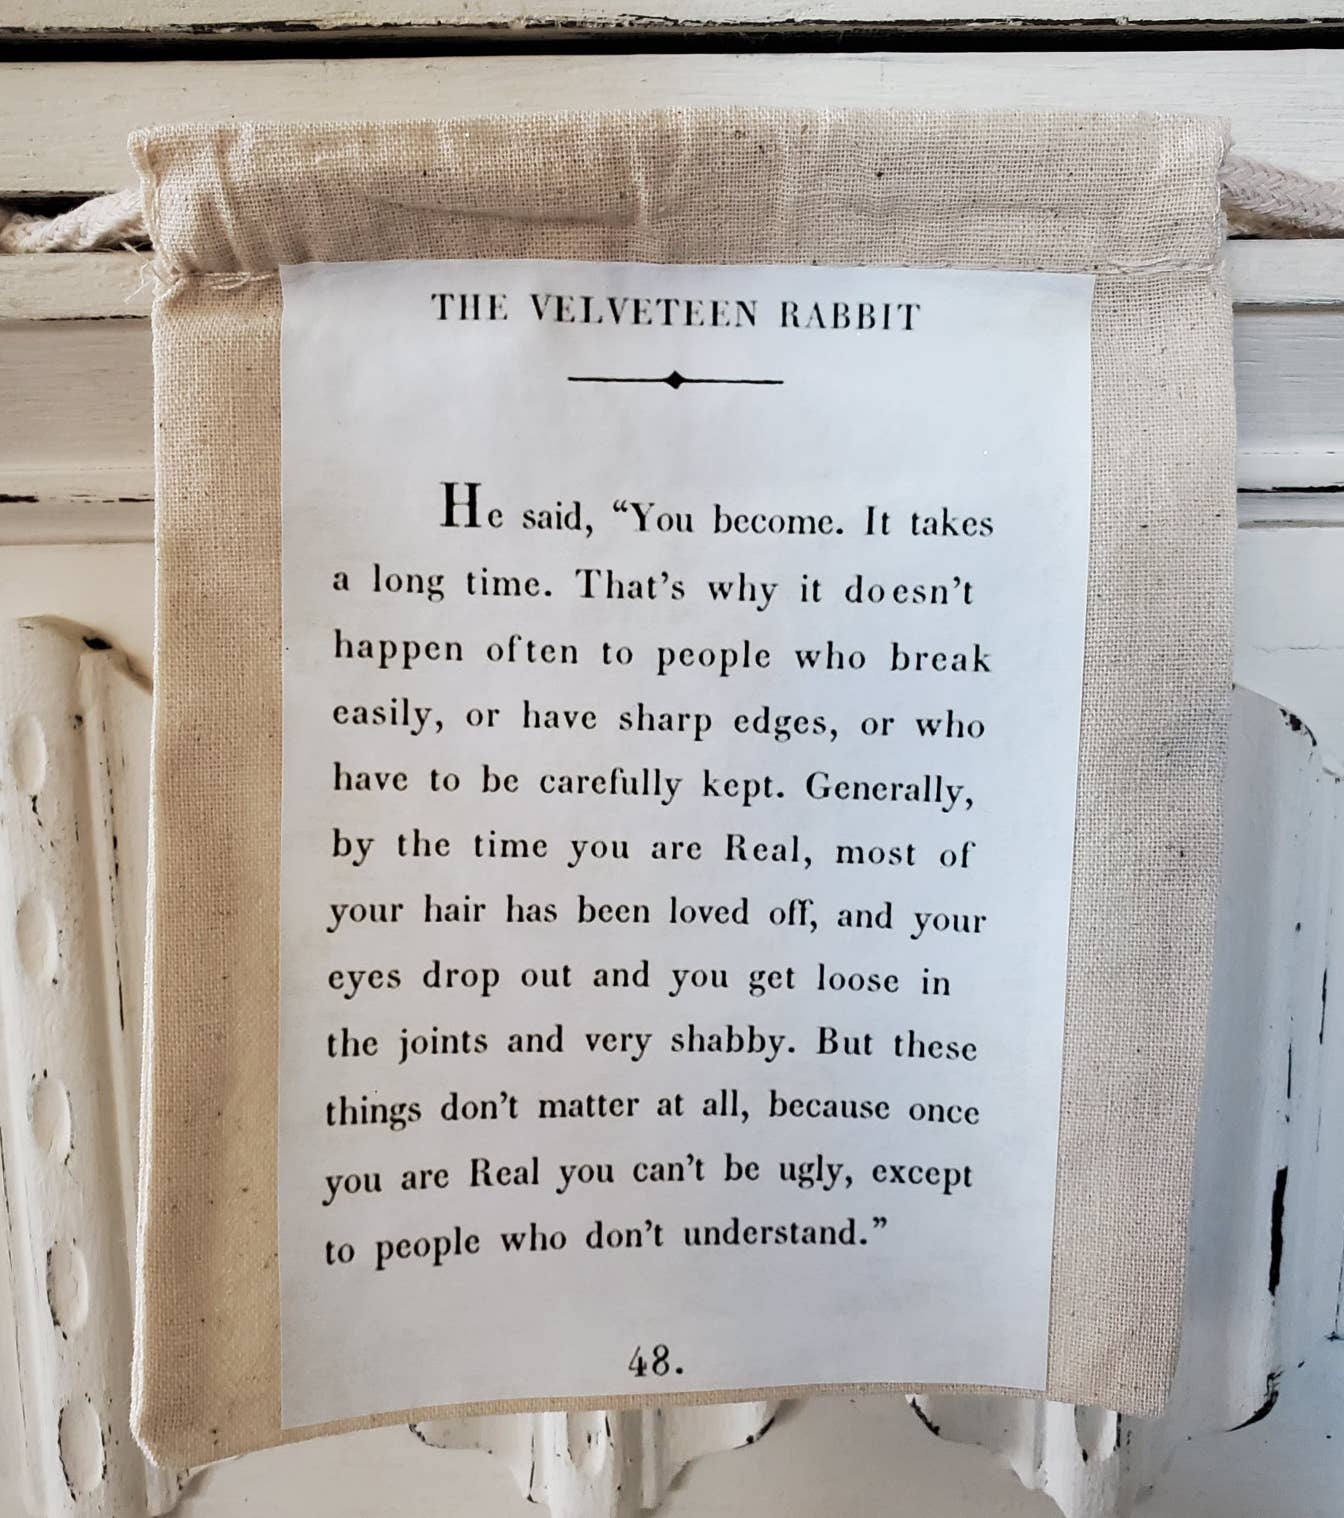 THE VELVETEEN RABBIT
He said, “You become. It takes
a long time. That’s why it doesn’t
happen often to people who break
easily, or have sharp edges, or who
have to be carefully kept. Generally,
by the time you are Real, most of
your hair has been loved off, and your
eyes drop out and you get loose in
the joints and very shabby. But these
things don’t matter at all, because once
you are Real you can’t be ugly, except
to people who don’t understand.”
48.